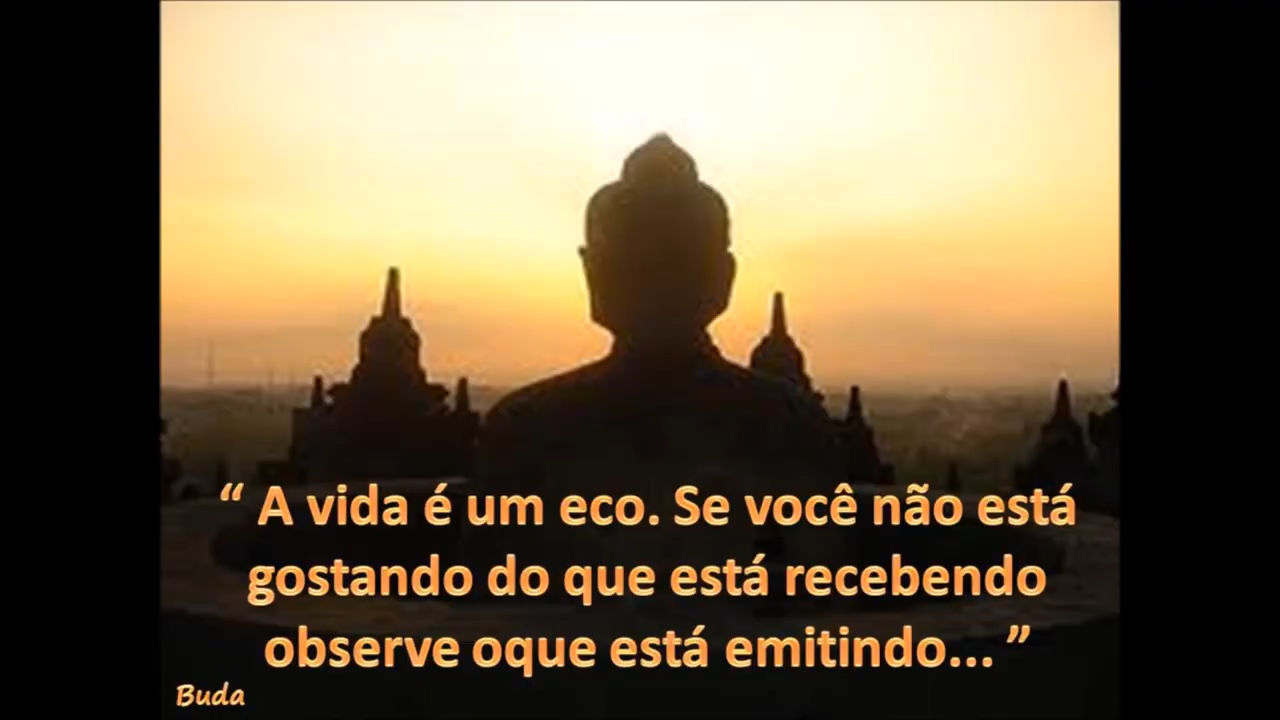 “ A vida é um eco. Se você não está
gostando do que está recebendo
observe oque está emitindo... ”
Buda